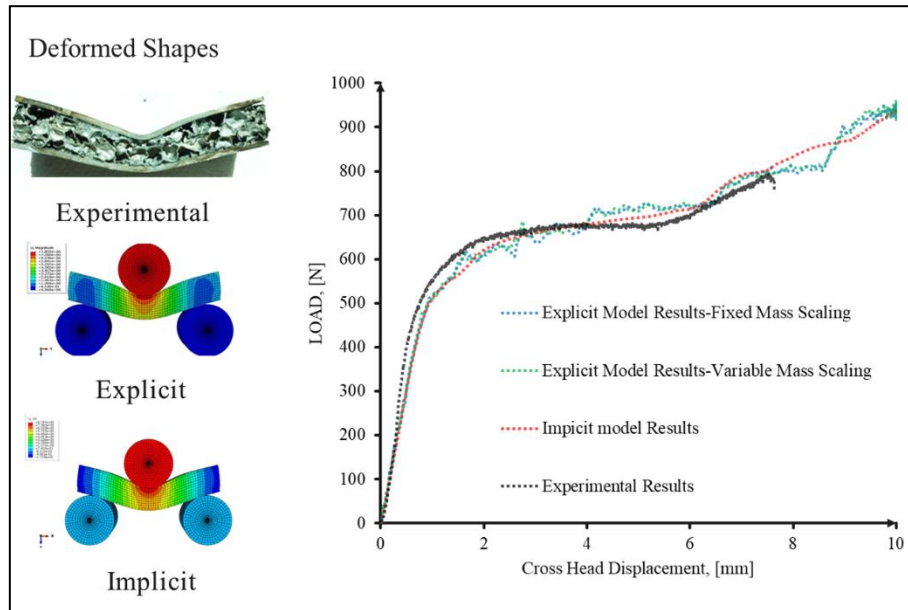 Deformed Shapes
Experimental
Explicit
Implicit
LOAD, [N]
1000
900
800
700
600
500
400
300
200
100
0
0
2
4
6
8
10
Cross Head Displacement, [mm]
Explicit Model Results-Fixed Mass Scaling
Explicit Model Results-Variable Mass Scaling
Impicit model Results
Experimental Results